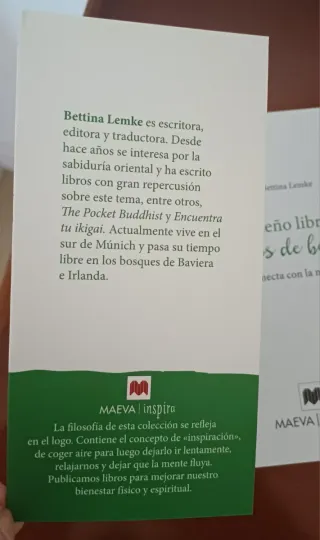 Bettina Lemke es escritora,
editora y traductora. Desde
hace años se interesa por la
sabiduría oriental y ha escrito
libros con gran repercusión
sobre este tema, entre otros,
The Pocket Buddhist y Encuentra
tu ikigai. Actualmente vive en el
sur de Múnich y pasa su tiempo
libre en los bosques de Baviera
e Irlanda.
MAEVA | inspira
La filosofía de esta colección se refleja
en el logo. Contiene el concepto de «inspiración»,
de coger aire para luego dejarlo ir lentamente,
relajarnos y dejar que la mente fluya.
Publicamos libros para mejorar nuestro
bienestar físico y espiritual.
Bettina Lemke
de
con la
MAEVA